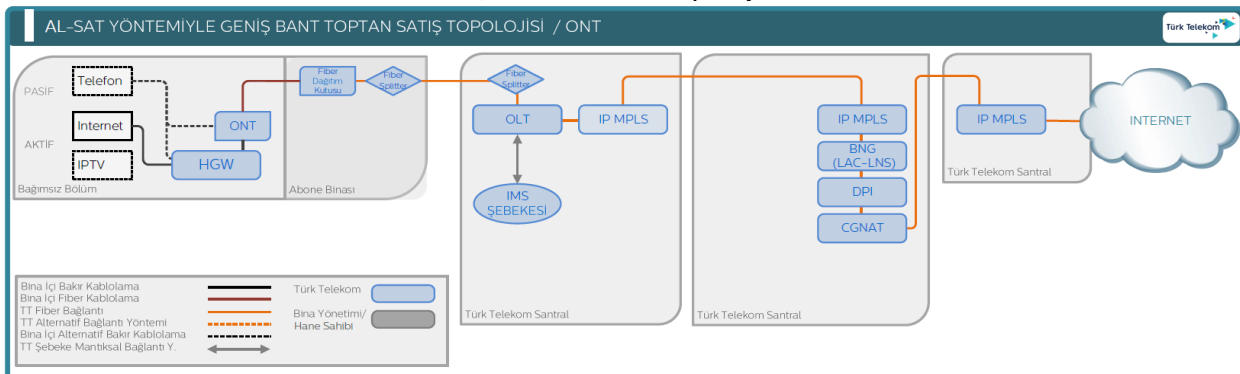 AL-SAT YÖNTEMİYLE GENİŞ BANT TOPTAN SATIŞ TOPOLOJİSİ / ONT
Türk Telekom
PASİF
AKTİF
Telefon
Internet
IPTV
ONT
HGW
Bağımsız Bölüm
Fiber
Dağıtım
Kutusu
Fiber
Splitter
Abone Binası
Fiber
Splitter
OLT
IP MPLS
IMS
ŞEBEKESİ
Türk Telekom Santral
IP MPLS
BNG
(LAC-LNS)
DPI
CGNAT
Türk Telekom Santral
IP MPLS
Türk Telekom Santral
INTERNET
Bina İçi Bakır Kablolama
Bina İçi Fiber Kablolama
TT Fiber Bağlantı
TT Alternatif Bağlantı Yöntemi
Bina İçi Alternatif Bakır Kablolama
TT Şebeke Mantıksal Bağlantı Y.
Türk Telekom
Bina Yönetimi/
Hane Sahibi